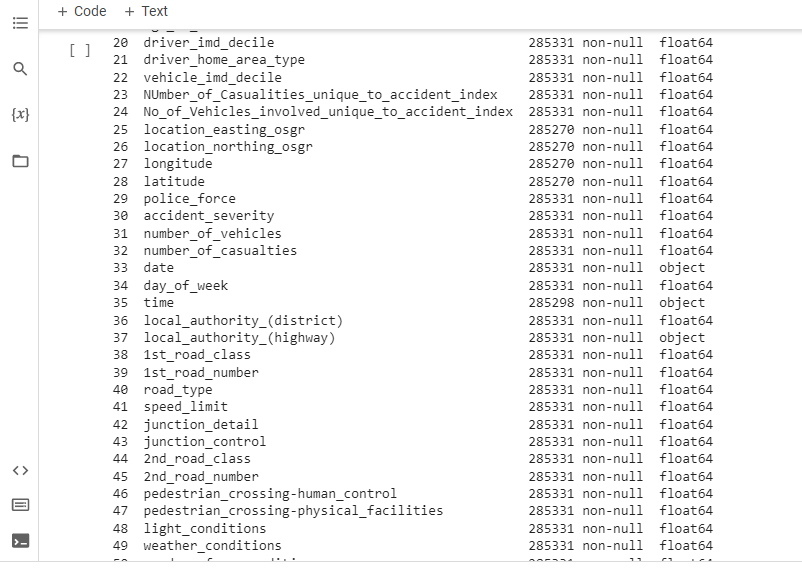 + Code + Text
[ ]
20 driver_imd_decile 285331 non-null float64
21 driver_home_area_type 285331 non-null float64
22 vehicle_imd_decile 285331 non-null float64
23 NUmber_of_Casualities_unique_to_accident_index 285331 non-null float64
24 No_of_Vehicles_involved_unique_to_accident_index 285331 non-null float64
25 location_easting_osgr 285270 non-null float64
26 location_northing_osgr 285270 non-null float64
27 longitude 285270 non-null float64
28 latitude 285270 non-null float64
29 police_force 285331 non-null float64
30 accident_severity 285331 non-null float64
31 number_of_vehicles 285331 non-null float64
32 number_of_casualties 285331 non-null float64
33 date 285331 non-null object
34 day_of_week 285331 non-null float64
35 time 285298 non-null object
36 local_authority_(district) 285331 non-null float64
37 local_authority_(highway) 285331 non-null object
38 1st_road_class 285331 non-null float64
39 1st_road_number 285331 non-null float64
40 road_type 285331 non-null float64
41 speed_limit 285331 non-null float64
42 junction_detail 285331 non-null float64
43 junction_control 285331 non-null float64
44 2nd_road_class 285331 non-null float64
45 2nd_road_number 285331 non-null float64
46 pedestrian_crossing-human_control 285331 non-null float64
47 pedestrian_crossing-physical_facilities 285331 non-null float64
48 light_conditions 285331 non-null float64
49 weather_conditions 285331 non-null float64